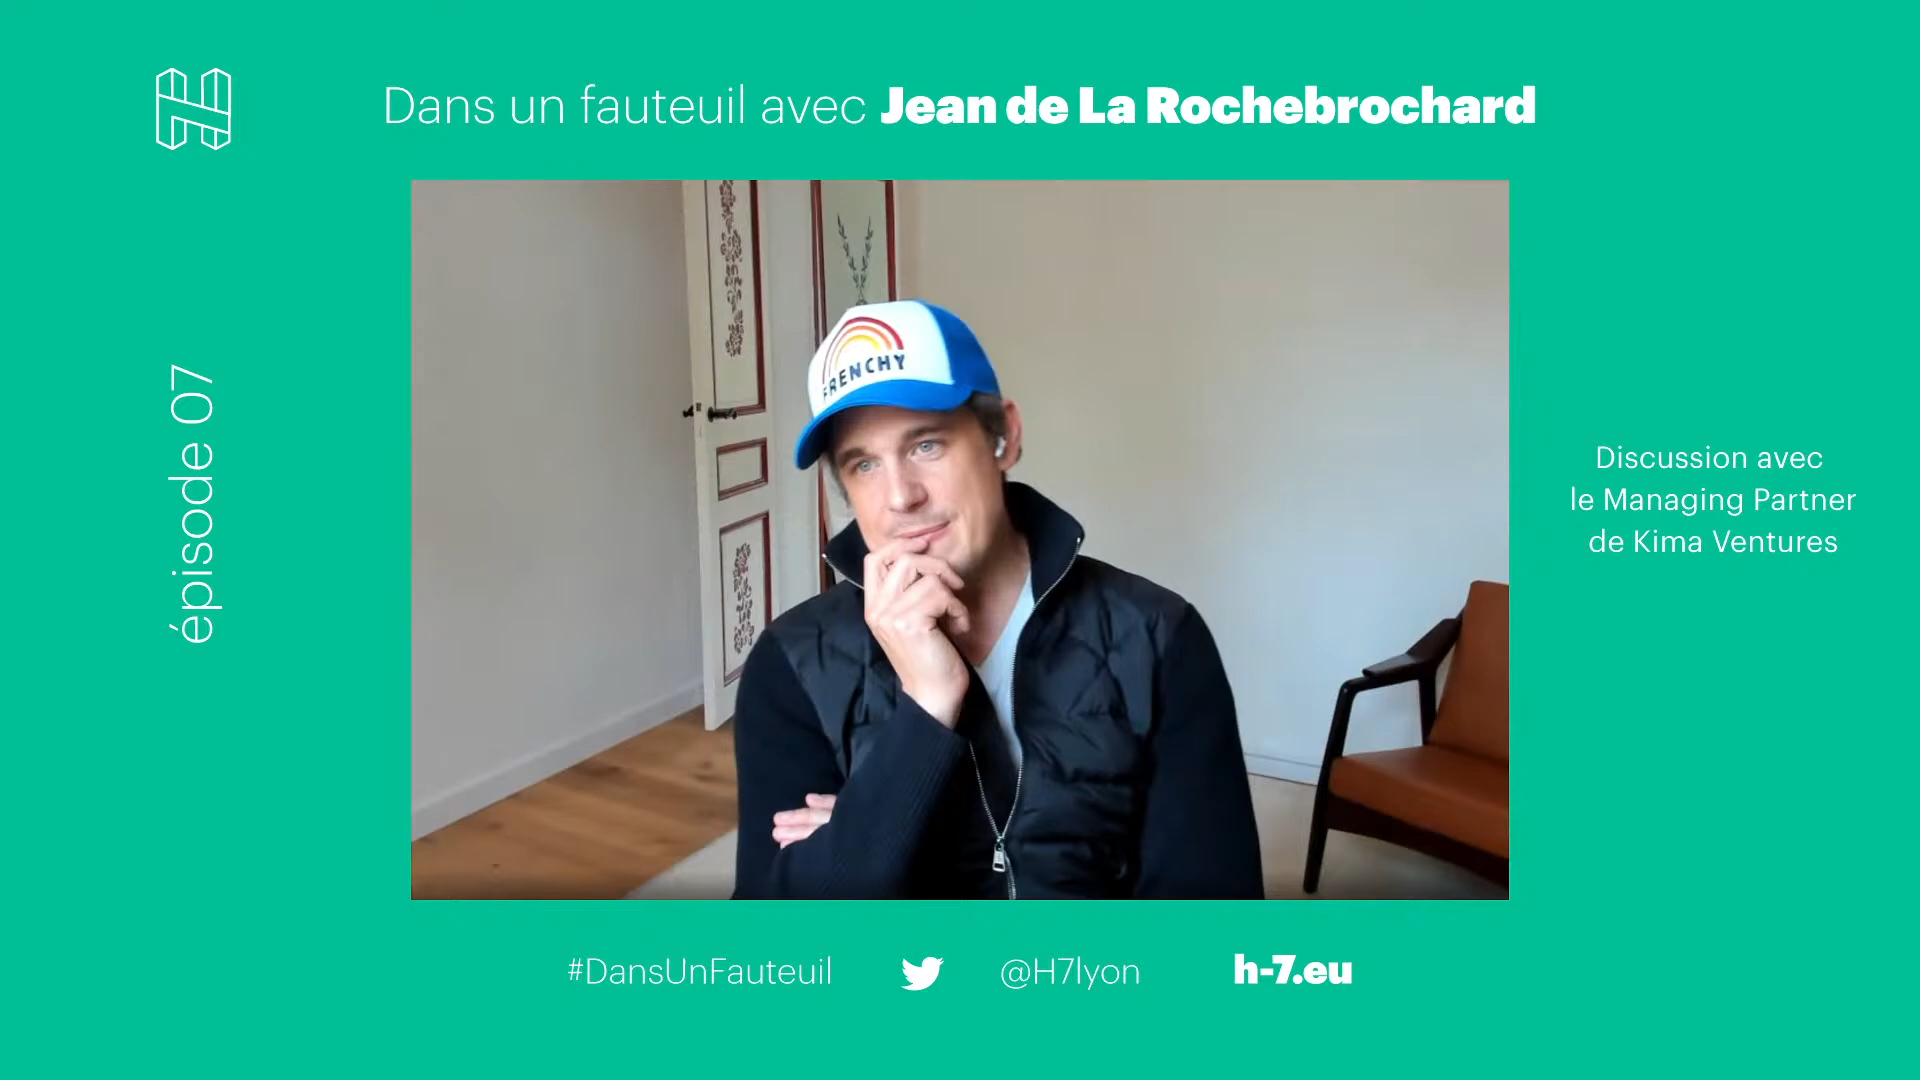 Dans un fauteuil avec Jean de La Rochebrochard
épisode 07
FRENCHY
Discussion avec
le Managing Partner
de Kima Ventures
#DansUnFauteuil
@H7lyon
h-7.eu